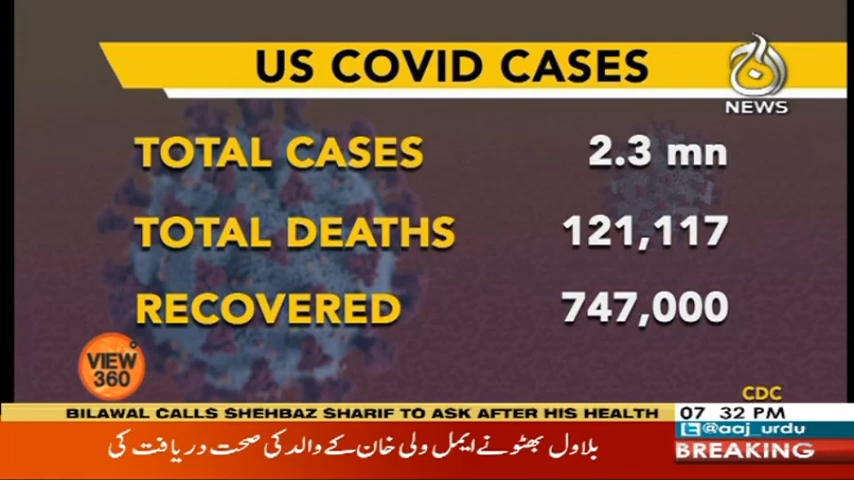 US COVID CASES
آج
NEWS
TOTAL CASES 2.3 mn
TOTAL DEATHS 121,117
RECOVERED 747,000
VIEW 360°
CDC
BILAWAL CALLS SHEHBAZ SHARIF TO ASK AFTER HIS HEALTH
07 32 PM
@aaj_urdu
بلاول بھٹو نے ایمل ولی خان کے والد کی صحت دریافت کی
BREAKING